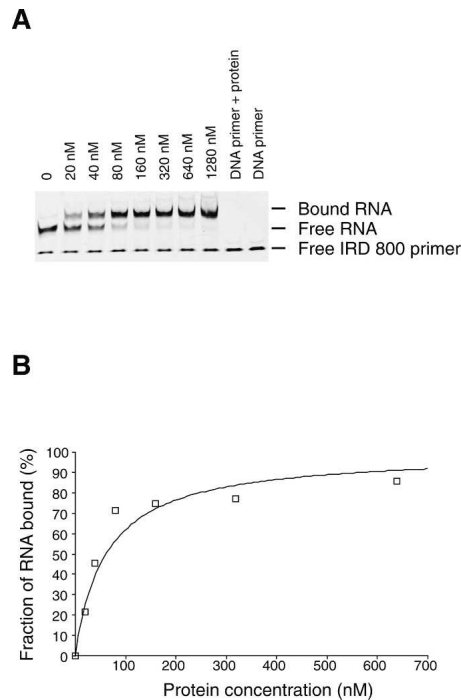 A
0
20 nM
40 nM
80 nM
160 nM
320 nM
640 nM
1280 nM
DNA primer + protein
DNA primer
Bound RNA
Free RNA
Free IRD 800 primer
B
Fraction of RNA bound (%)
100
90
80
70
60
50
40
30
20
10
0
100
200
300
400
500
600
700
Protein concentration (nM)